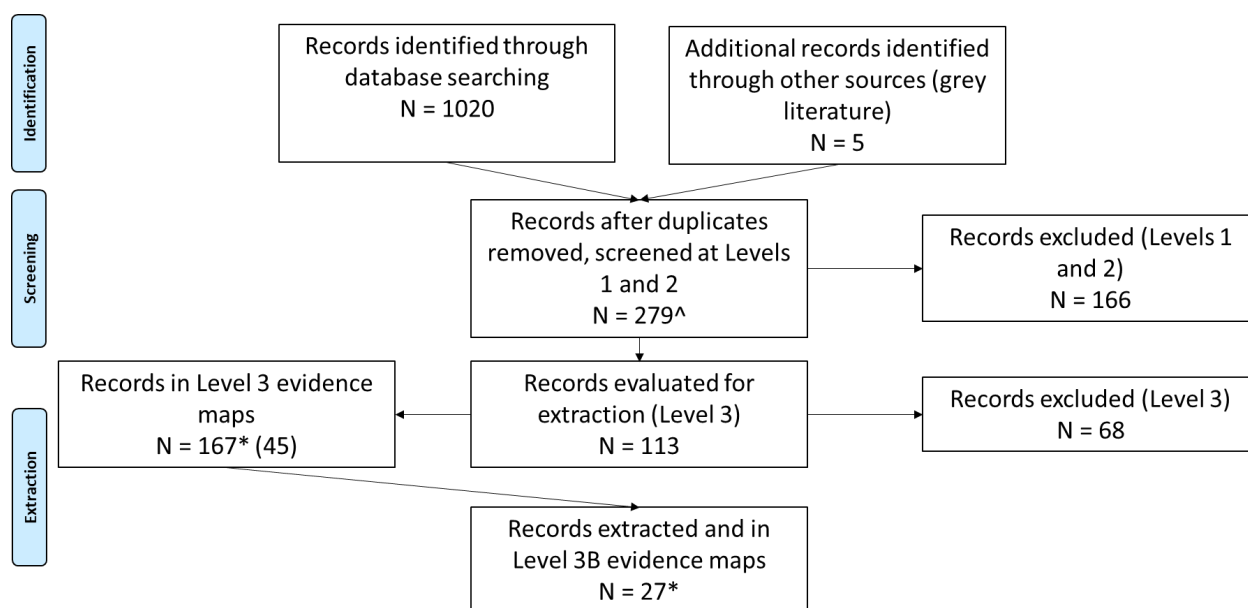 Identification
Records identified through
database searching
N = 1020
Additional records identified
through other sources (grey
literature)
N = 5
Screening
Records after duplicates
removed, screened at Levels
1 and 2
N = 279^
Records excluded (Levels 1
and 2)
N = 166
Extraction
Records in Level 3 evidence
maps
N = 167* (45)
Records evaluated for
extraction (Level 3)
N = 113
Records excluded (Level 3)
N = 68
Records extracted and in
Level 3B evidence maps
N = 27*